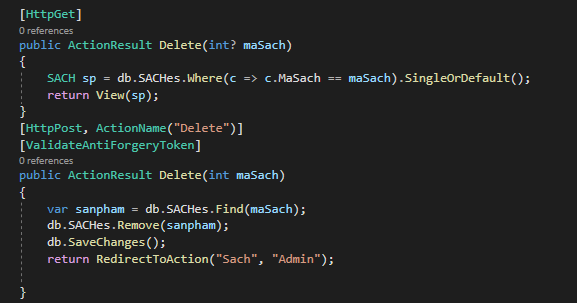 [HttpGet]
0 references
public ActionResult Delete(int? maSach)
{
SACH sp = db.SACHes.Where(c => c.MaSach == maSach).SingleOrDefault();
return View(sp);
}
[HttpPost, ActionName("Delete")]
[ValidateAntiForgeryToken]
0 references
public ActionResult Delete(int maSach)
{
var sanpham = db.SACHes.Find(maSach);
db.SACHes.Remove(sanpham);
db.SaveChanges();
return RedirectToAction("Sach", "Admin");
}